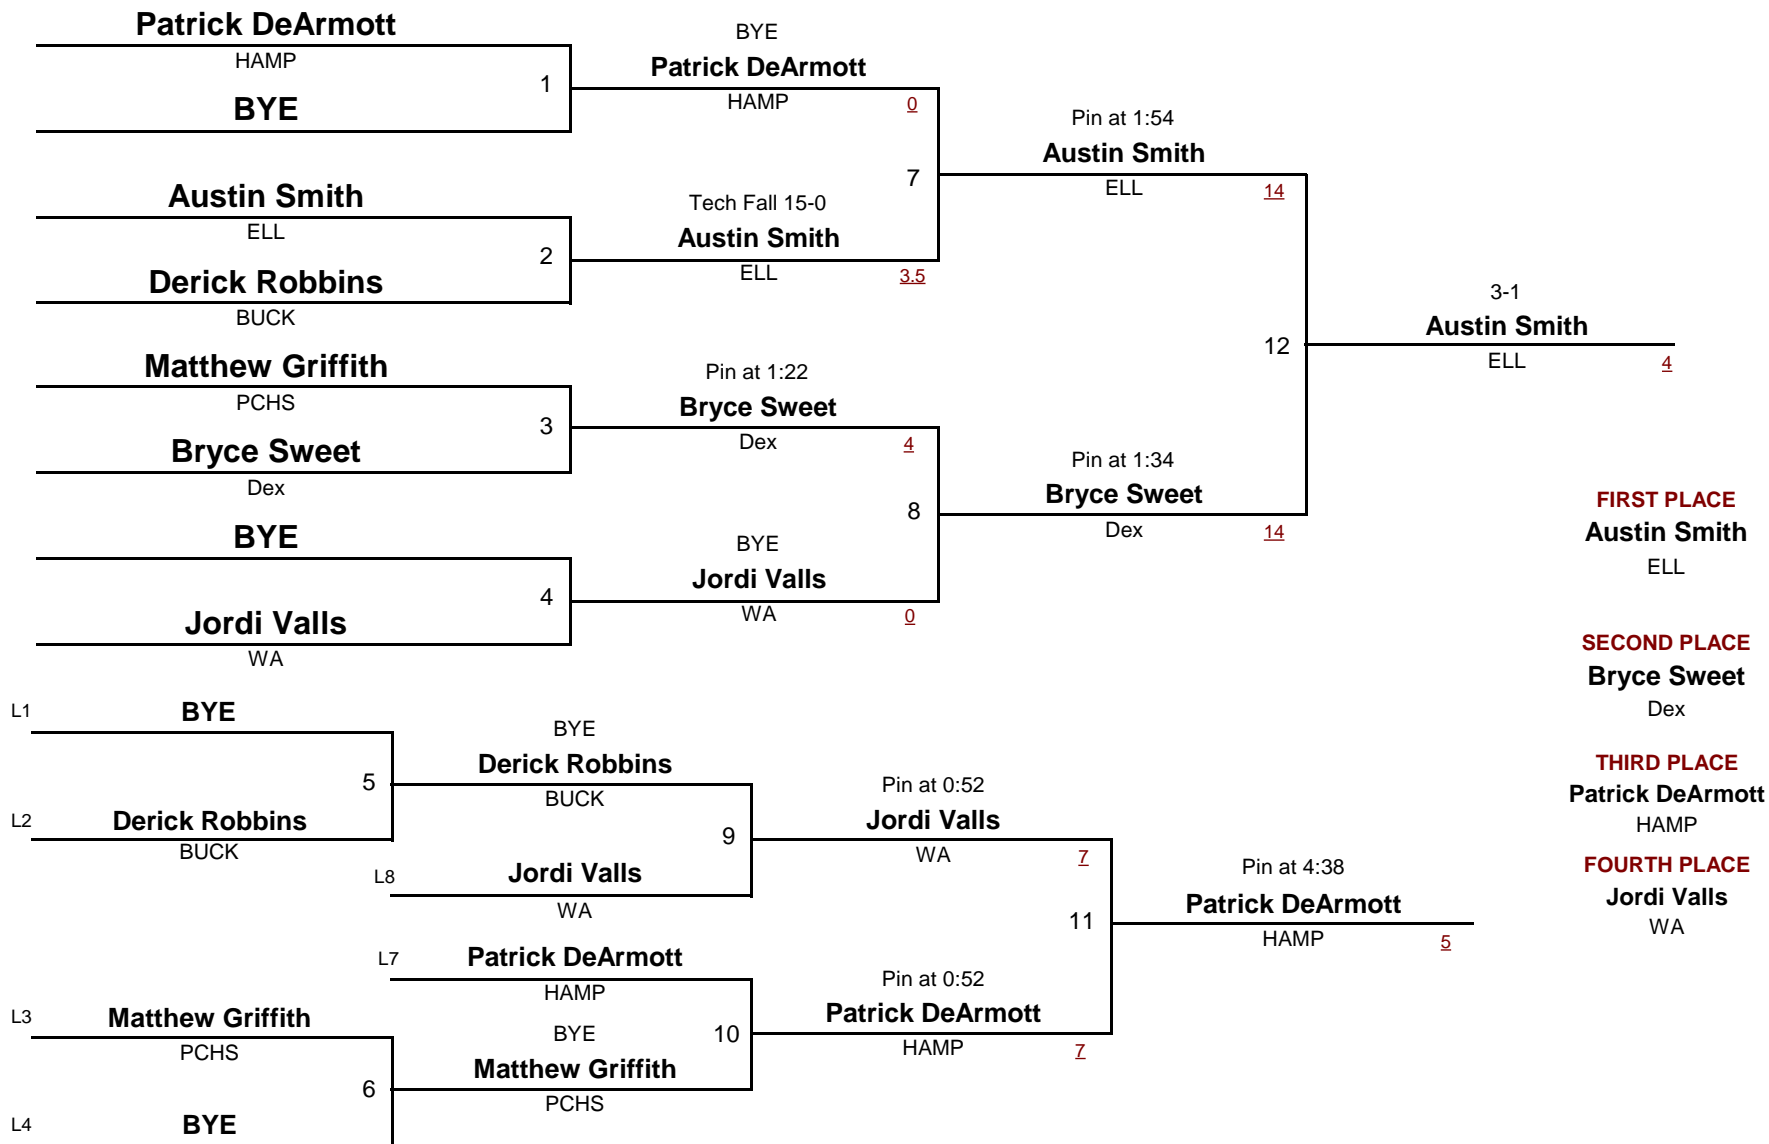 Patrick DeArmott
HAMP
1
BYE
BYE
Patrick DeArmott
HAMP
0
Austin Smith
ELL
2
Derick Robbins
BUCK
Tech Fall 15-0
Austin Smith
ELL
3.5
7
Pin at 1:54
Austin Smith
ELL
14
Matthew Griffith
PCHS
3
Bryce Sweet
Dex
Pin at 1:22
Bryce Sweet
Dex
4
BYE
4
Jordi Valls
WA
BYE
Jordi Valls
WA
0
8
Pin at 1:34
Bryce Sweet
Dex
14
12
3-1
Austin Smith
ELL
4
FIRST PLACE
Austin Smith
ELL
SECOND PLACE
Bryce Sweet
Dex
THIRD PLACE
Patrick DeArmott
HAMP
FOURTH PLACE
Jordi Valls
WA
L1
BYE
5
L2
Derick Robbins
BUCK
BYE
Derick Robbins
BUCK
9
L8
Jordi Valls
WA
Pin at 0:52
Jordi Valls
WA
7
L7
Patrick DeArmott
HAMP
L3
Matthew Griffith
PCHS
6
L4
BYE
BYE
Matthew Griffith
PCHS
10
Pin at 0:52
Patrick DeArmott
HAMP
7
11
Pin at 4:38
Patrick DeArmott
HAMP
5